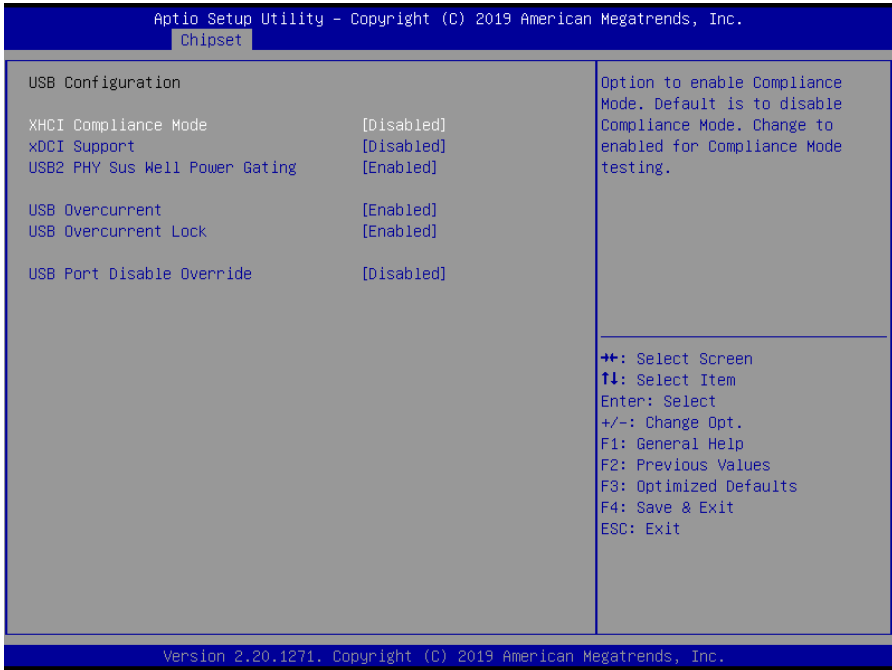 Aptio Setup Utility – Copyright (C) 2019 American Megatrends, Inc.
Chipset
USB Configuration
XHCI Compliance Mode [Disabled]
xDCI Support [Disabled]
USB2 PHY Sus Well Power Gating [Enabled]
USB Overcurrent [Enabled]
USB Overcurrent Lock [Enabled]
USB Port Disable Override [Disabled]
Option to enable Compliance
Mode. Default is to disable
Compliance Mode. Change to
enabled for Compliance Mode
testing.
→←: Select Screen
↑↓: Select Item
Enter: Select
+/-: Change Opt.
F1: General Help
F2: Previous Values
F3: Optimized Defaults
F4: Save & Exit
ESC: Exit
Version 2.20.1271. Copyright (C) 2019 American Megatrends, Inc.